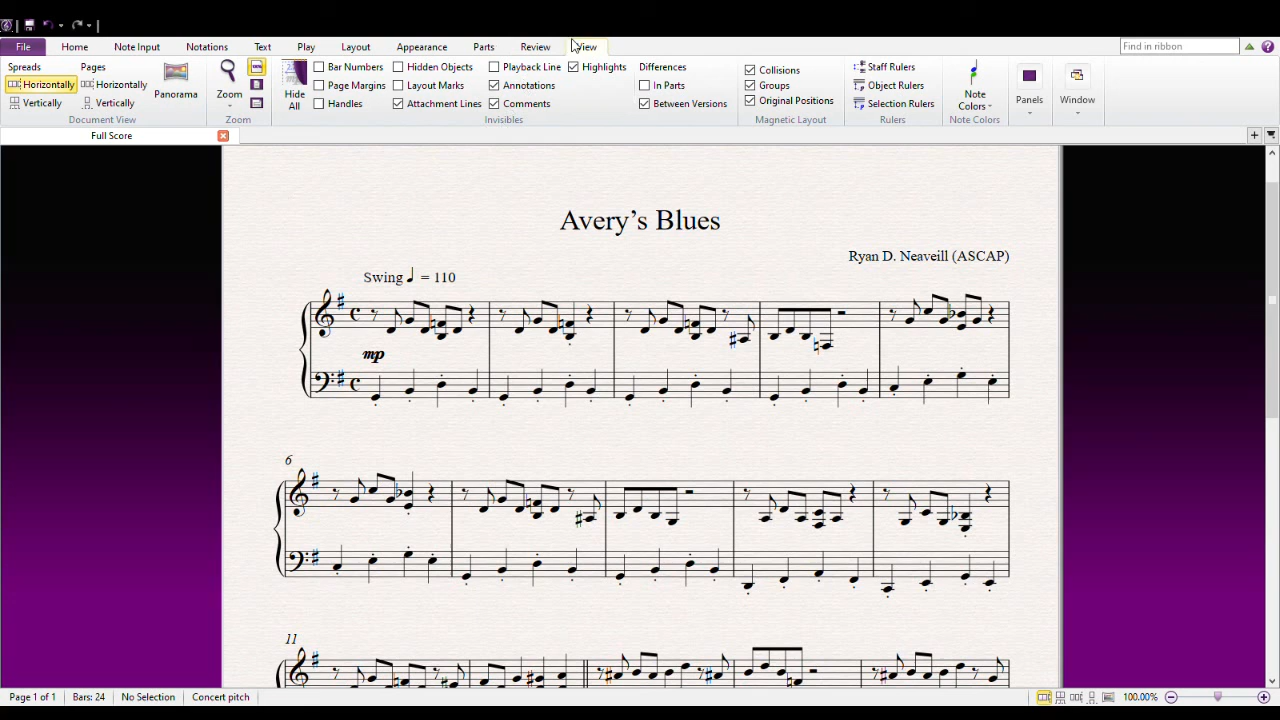 File Home Note Input Notations Text Play Layout Appearance Parts Review View Find in ribbon
Spreads Pages
Horizontally Horizontally
Vertically Vertically
Document View
Panorama
Zoom
Zoom
Hide All
Bar Numbers Hidden Objects Playback Line Highlights
Page Margins Layout Marks Annotations
Handles Attachment Lines Comments
Invisibles
Differences
In Parts
Between Versions
Collisions
Groups
Original Positions
Magnetic Layout
Staff Rulers
Object Rulers
Selection Rulers
Rulers
Note Colors
Note Colors
Panels
Window
Full Score
Avery's Blues
Ryan D. Neaveill (ASCAP)
Swing ♩ = 110
mp
6
11
Page 1 of 1 Bars: 24 No Selection Concert pitch 100.00%